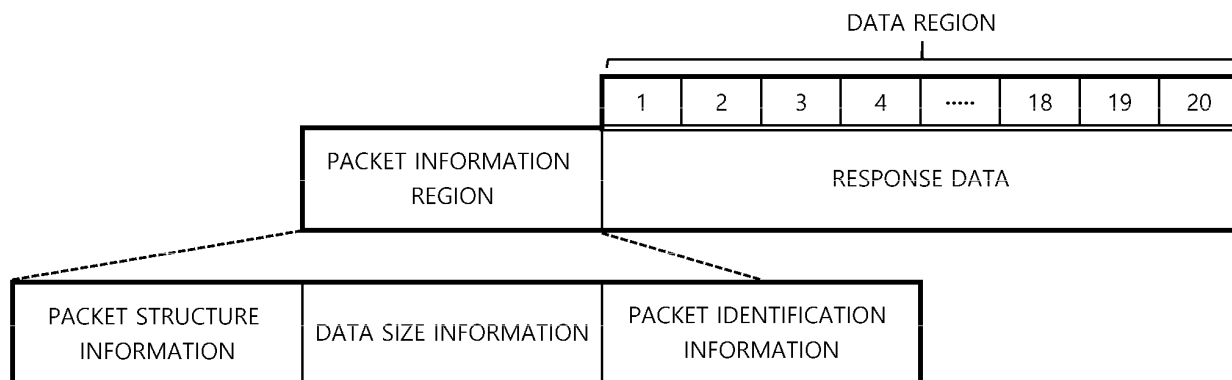 DATA REGION
1 2 3 4 ..... 18 19 20
PACKET INFORMATION
REGION
RESPONSE DATA
PACKET STRUCTURE
INFORMATION
DATA SIZE INFORMATION
PACKET IDENTIFICATION
INFORMATION